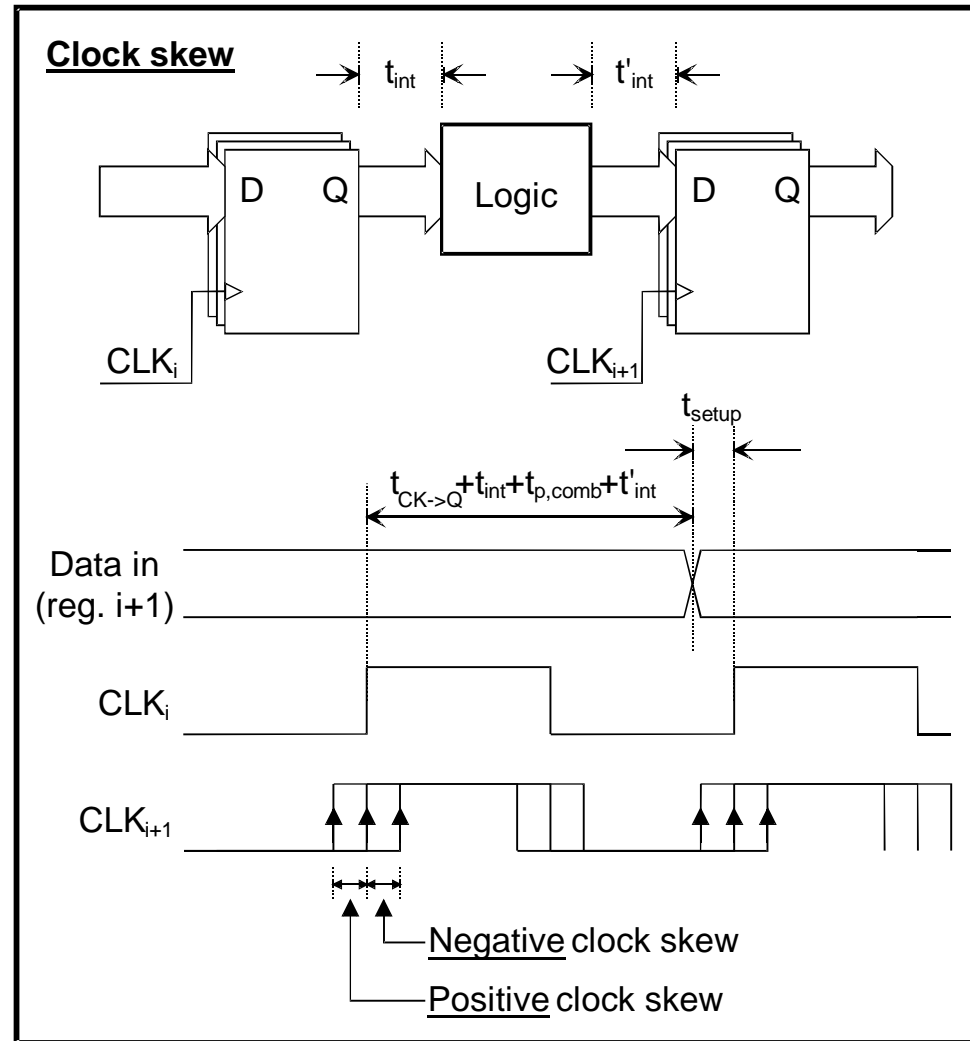 Clock skew
t_int
t'_int
D Q
Logic
D Q
CLK_i
CLK_i+1
t_setup
t_CK->Q+t_int+t_p,comb+t'_int
Data in
(reg. i+1)
CLK_i
CLK_i+1
Negative clock skew
Positive clock skew